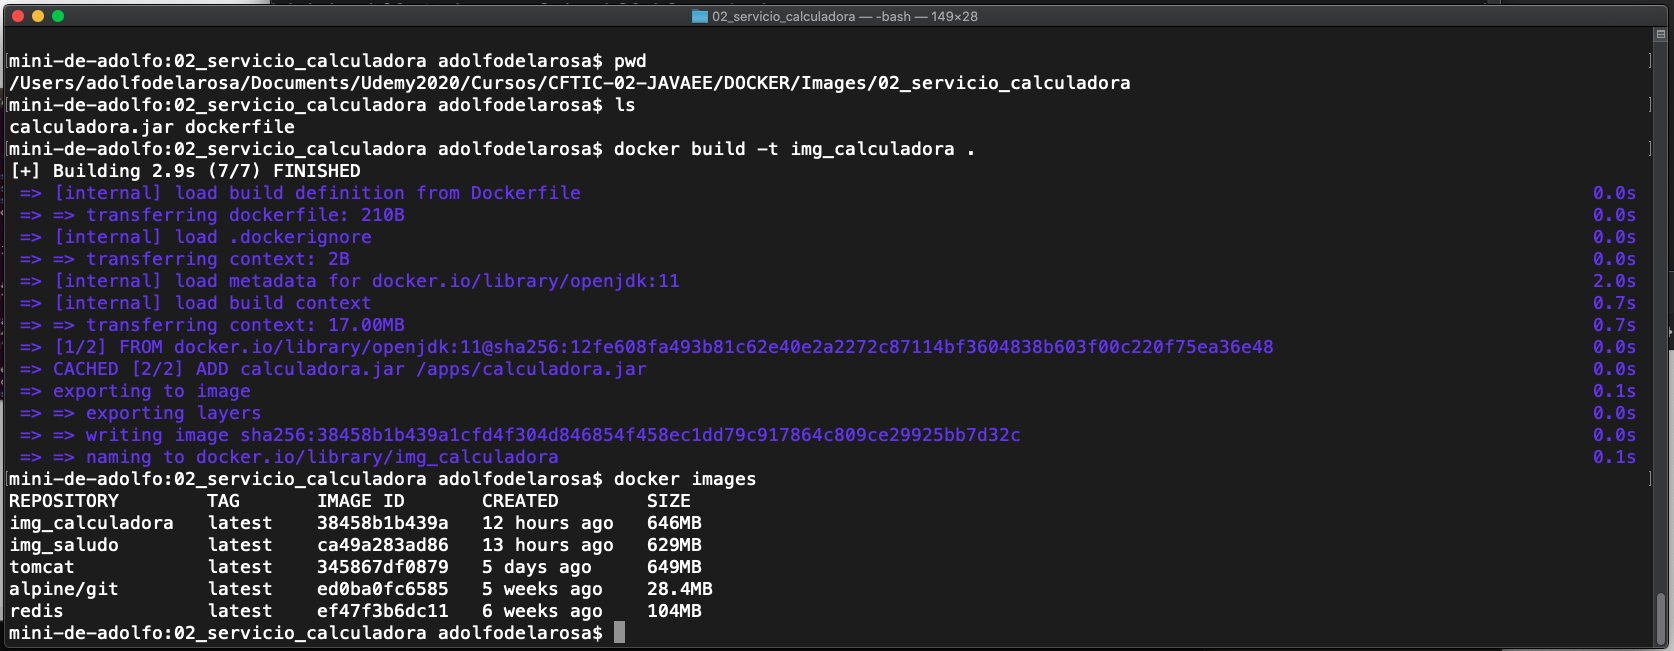 02_servicio_calculadora — -bash — 149×28
[mini-de-adolfo:02_servicio_calculadora adolfodelarosa$ pwd ]
/Users/adolfodelarosa/Documents/Udemy2020/Cursos/CFTIC-02-JAVAEE/DOCKER/Images/02_servicio_calculadora
[mini-de-adolfo:02_servicio_calculadora adolfodelarosa$ ls ]
calculadora.jar dockerfile
[mini-de-adolfo:02_servicio_calculadora adolfodelarosa$ docker build -t img_calculadora . ]
[+] Building 2.9s (7/7) FINISHED
=> [internal] load build definition from Dockerfile 0.0s
=> => transferring dockerfile: 210B 0.0s
=> [internal] load .dockerignore 0.0s
=> => transferring context: 2B 0.0s
=> [internal] load metadata for docker.io/library/openjdk:11 2.0s
=> [internal] load build context 0.7s
=> => transferring context: 17.00MB 0.7s
=> [1/2] FROM docker.io/library/openjdk:11@sha256:12fe608fa493b81c62e40e2a2272c87114bf3604838b603f00c220f75ea36e48 0.0s
=> CACHED [2/2] ADD calculadora.jar /apps/calculadora.jar 0.0s
=> exporting to image 0.1s
=> => exporting layers 0.0s
=> => writing image sha256:38458b1b439a1cfd4f304d846854f458ec1dd79c917864c809ce29925bb7d32c 0.0s
=> => naming to docker.io/library/img_calculadora 0.1s
[mini-de-adolfo:02_servicio_calculadora adolfodelarosa$ docker images ]
REPOSITORY TAG IMAGE ID CREATED SIZE
img_calculadora latest 38458b1b439a 12 hours ago 646MB
img_saludo latest ca49a283ad86 13 hours ago 629MB
tomcat latest 345867df0879 5 days ago 649MB
alpine/git latest ed0ba0fc6585 5 weeks ago 28.4MB
redis latest ef47f3b6dc11 6 weeks ago 104MB
mini-de-adolfo:02_servicio_calculadora adolfodelarosa$